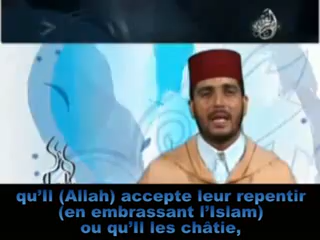 qu'Il (Allah) accepte leur repentir
(en embrassant l'Islam)
ou qu'Il les châtie,